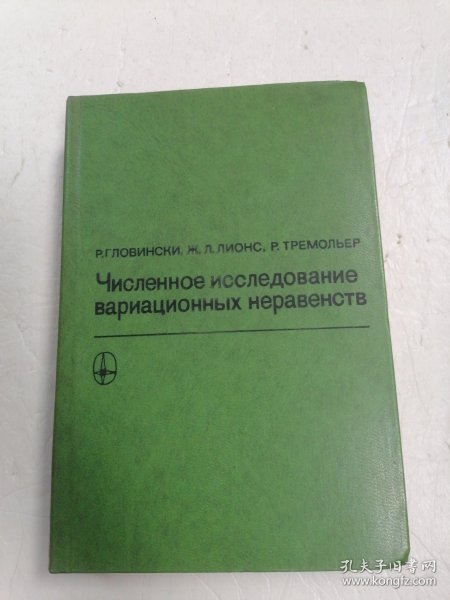 Р. ГЛОВИНСКИ, Ж. Л. ЛИОНС, Р. ТРЕМОЛЬЕР
Численное исследование
вариационных неравенств
孔夫子旧书网
www.kongfz.com